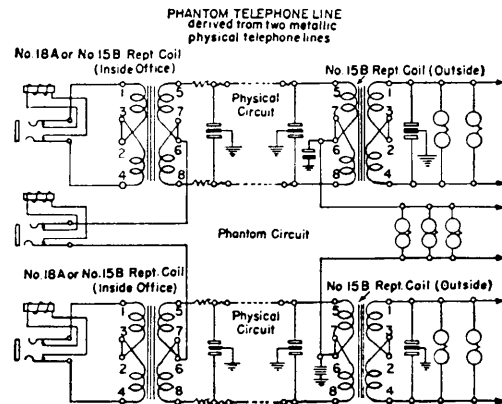 PHANTOM TELEPHONE LINE
derived from two metallic
physical telephone lines
No. 18A or No 15B Rept Coil
(Inside Office)
No. 15B Rept Coil (Outside)
1 5 5 1
3 7 7 3
Physical
Circuit
2 6 6 2
4 8 8 4
Phantom Circuit
No. 18A or No. 15B Rept. Coil
(Inside Office)
No 15B Rept. Coil (Outside)
1 5 5 1
3 7 7 3
Physical
Circuit
2 6 6 2
4 8 8 4